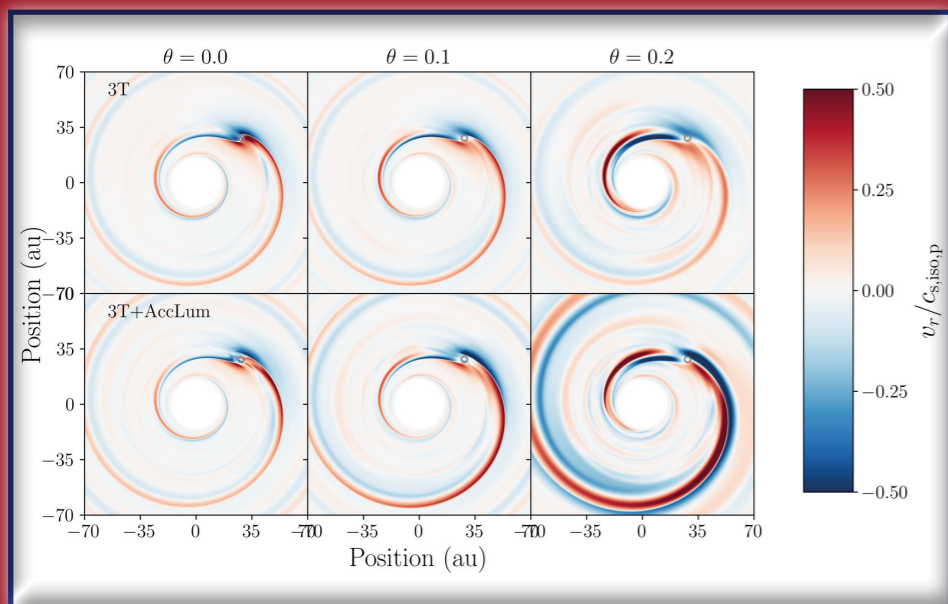 θ = 0.0 θ = 0.1 θ = 0.2
3T
3T+AccLum
70
35
0
−35
−70
70
35
0
−35
−70
Position (au)
−70 −35 0 35 −70 −35 0 35 −70 −35 0 35 70
Position (au)
0.50
0.25
0.00
−0.25
−0.50
v_r/c_s,iso,p